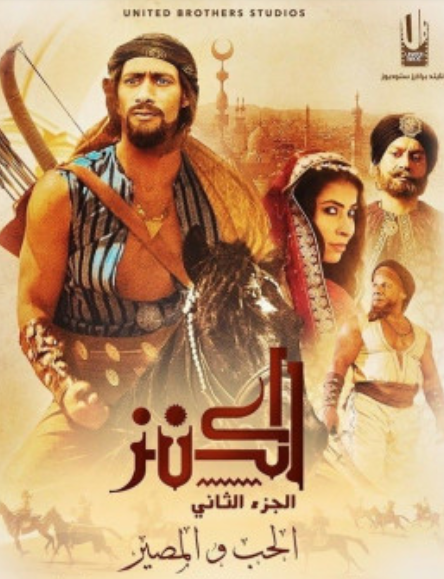 UNITED BROTHERS STUDIOS
يونايتد براذرز ستوديوز
الكنز
الجزء الثاني
الحب و المصير